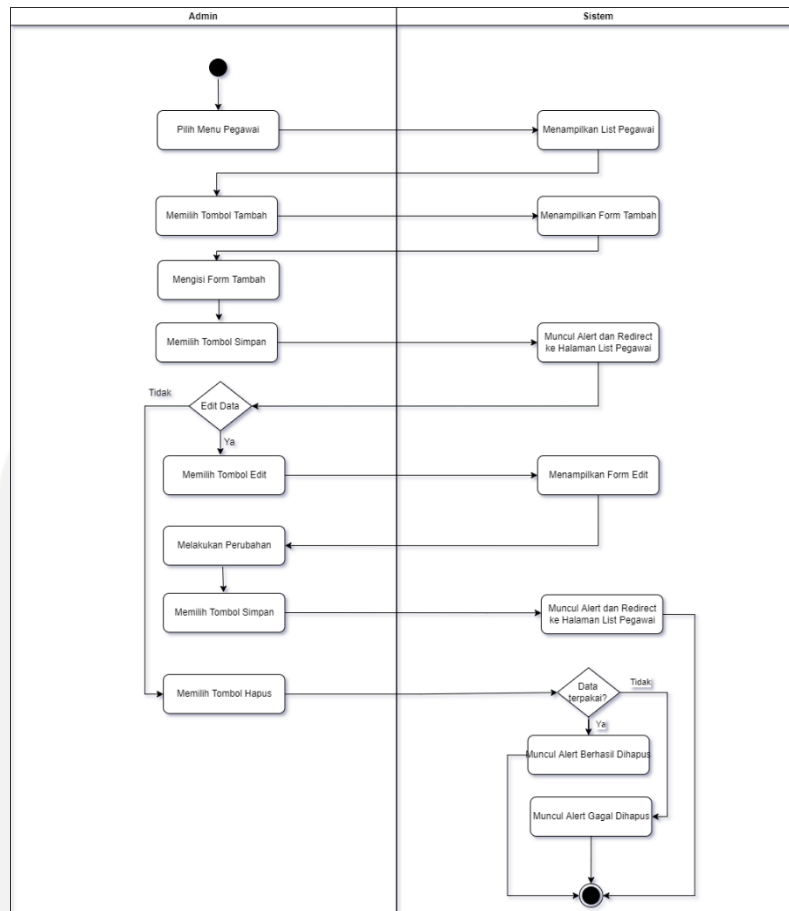 Admin
Sistem
Pilih Menu Pegawai
Menampilkan List Pegawai
Memilih Tombol Tambah
Menampilkan Form Tambah
Mengisi Form Tambah
Memilih Tombol Simpan
Muncul Alert dan Redirect
ke Halaman List Pegawai
Tidak
Edit Data
Ya
Memilih Tombol Edit
Menampilkan Form Edit
Melakukan Perubahan
Memilih Tombol Simpan
Muncul Alert dan Redirect
ke Halaman List Pegawai
Memilih Tombol Hapus
Data
terpakai?
Tidak
Ya
Muncul Alert Berhasil Dihapus
Muncul Alert Gagal Dihapus